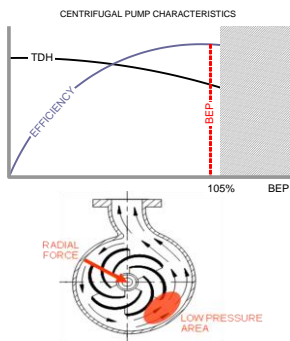 CENTRIFUGAL PUMP CHARACTERISTICS
TDH
EFFICIENCY
BEP
105% BEP
RADIAL
FORCE
LOW PRESSURE
AREA